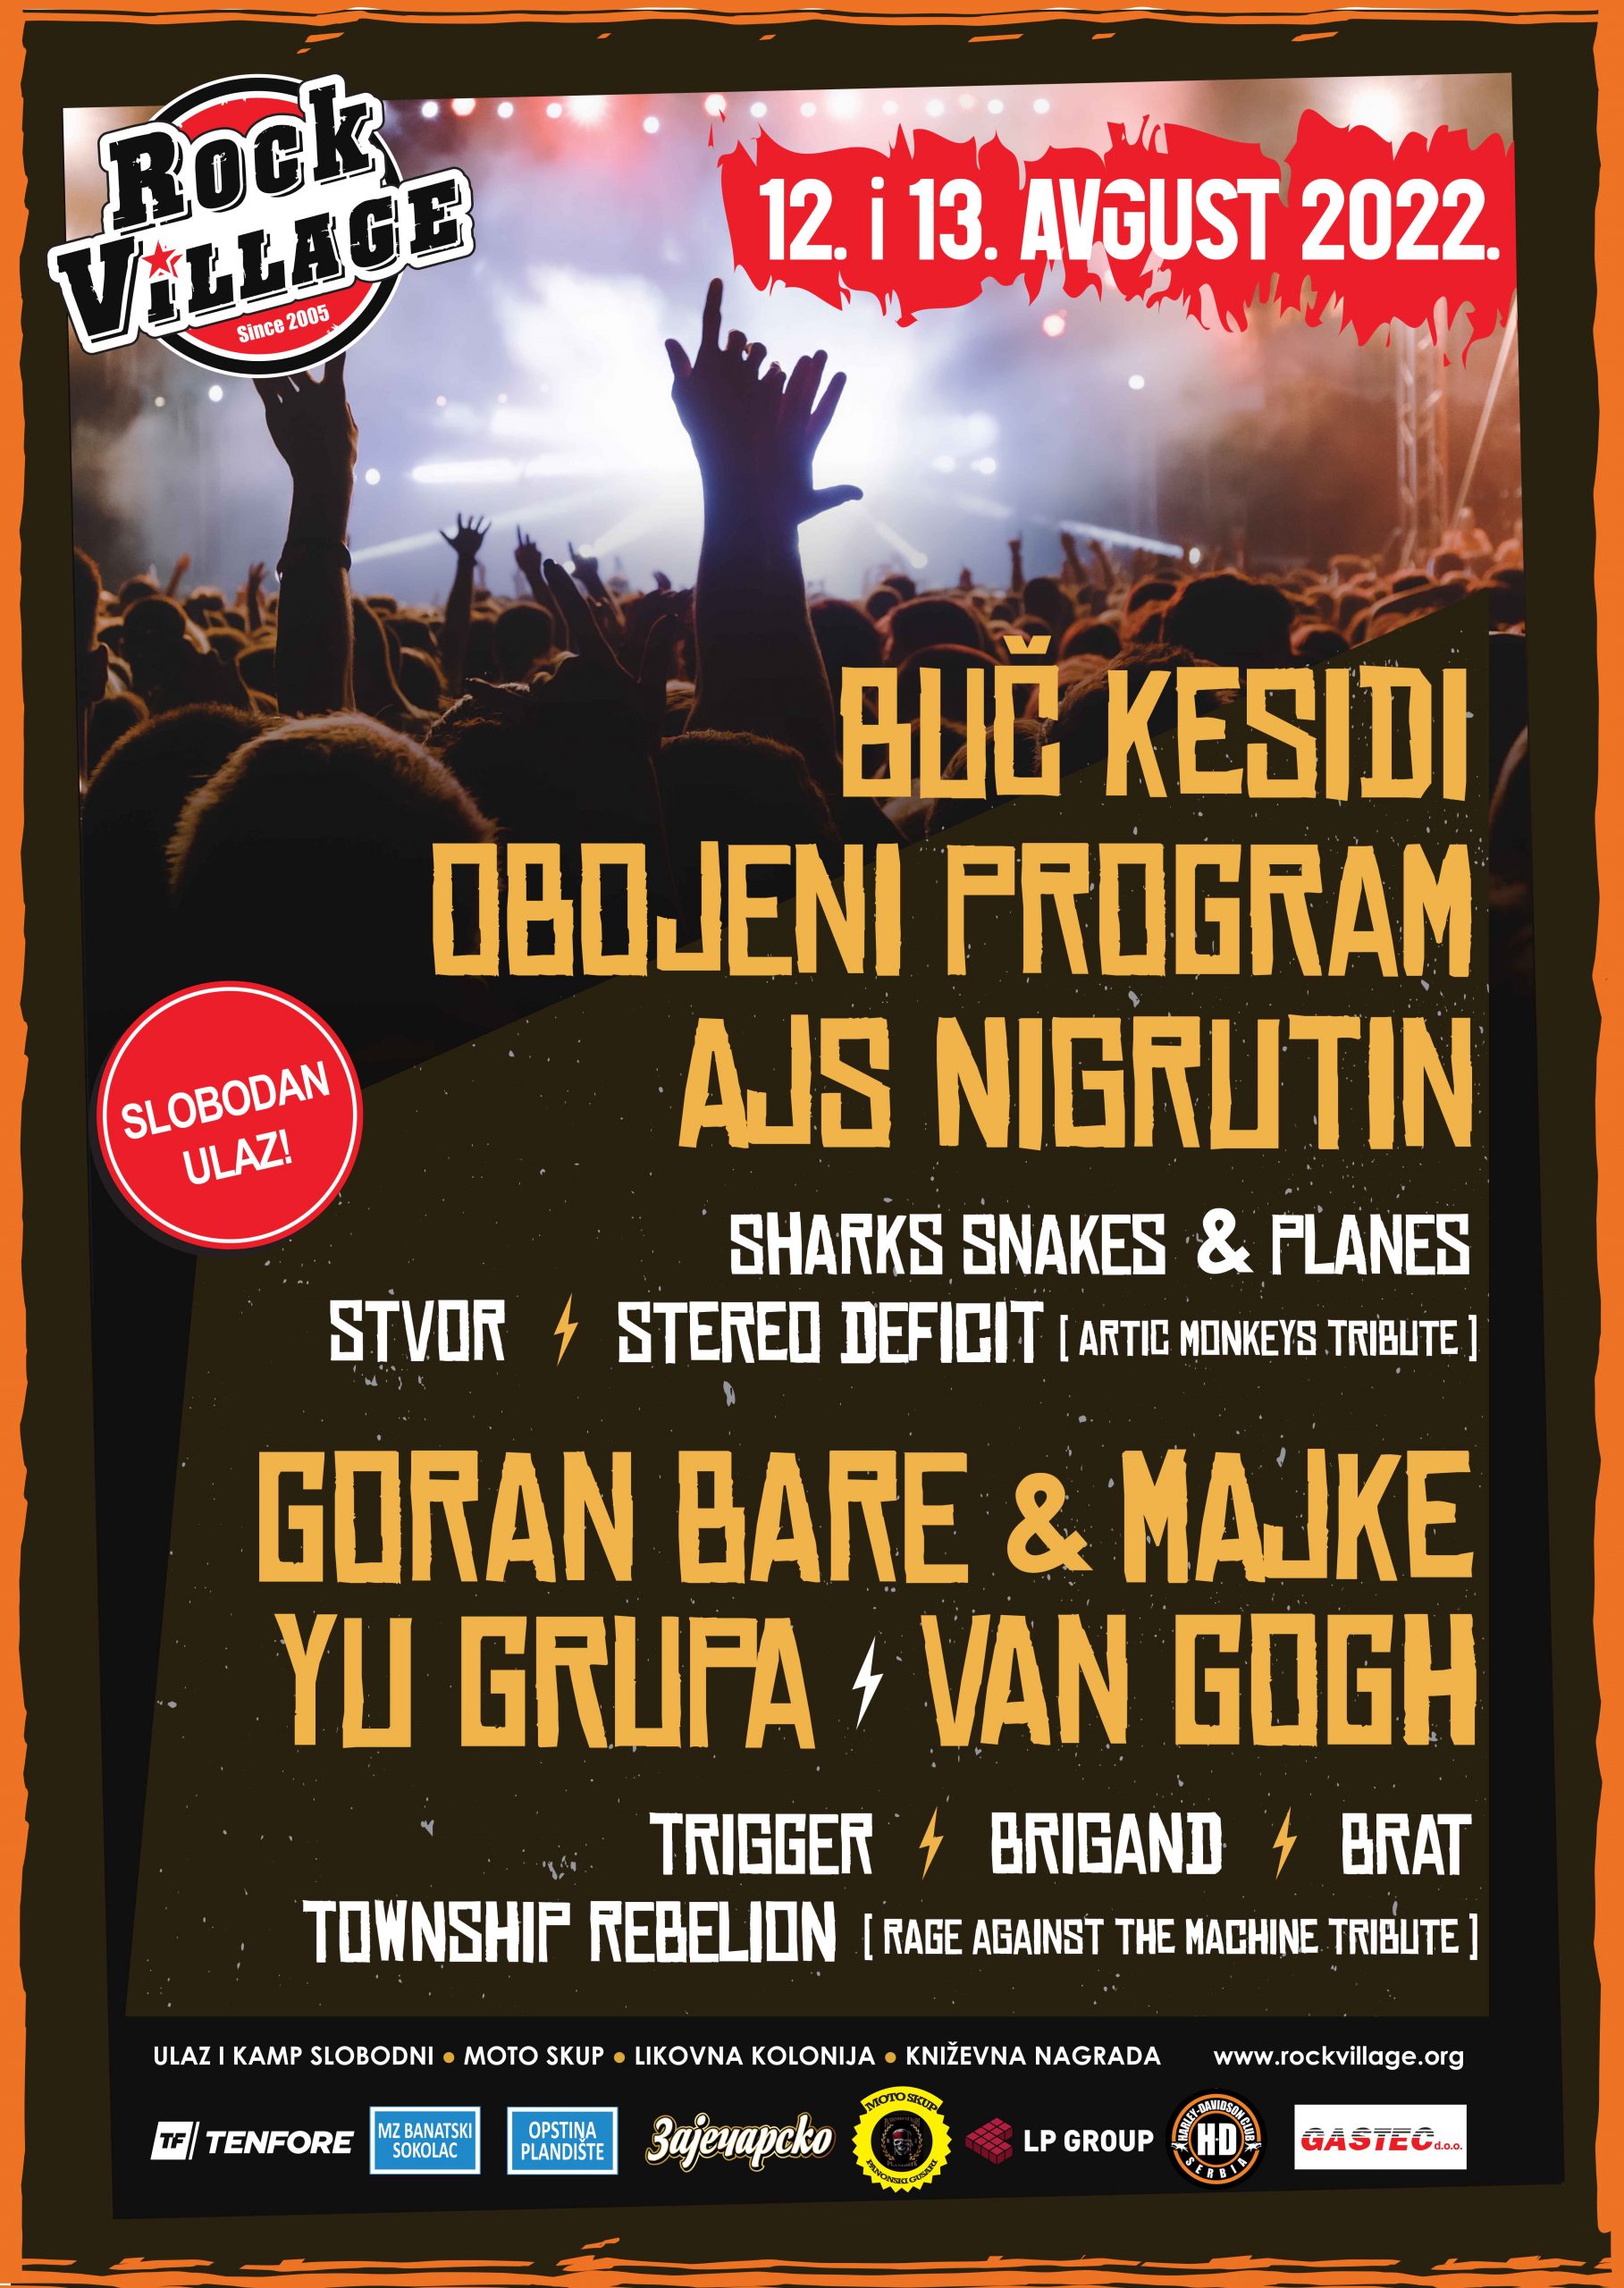 Rock
Village
Since 2005
12. i 13. AVGUST 2022.
BUČ KESIDI
OBOJENI PROGRAM
AJS NIGRUTIN
SLOBODAN
ULAZ!
SHARKS SNAKES & PLANES
STVOR STEREO DEFICIT [ ARTIC MONKEYS TRIBUTE ]
GORAN BARE & MAJKE
YU GRUPA VAN GOGH
TRIGGER BRIGAND BRAT
TOWNSHIP REBELION [ RAGE AGAINST THE MACHINE TRIBUTE ]
ULAZ I KAMP SLOBODNI • MOTO SKUP • LIKOVNA KOLONIJA • KNIŽEVNA NAGRADA www.rockvillage.org
TF TENFORE
MZ BANATSKI
SOKOLAC
OPSTINA
PLANDIŠTE
Зајечарско
MOTO SKUP
PANONSKI GUSARI
LP GROUP
HARLEY-DAVIDSON CLUB
H-D
SERBIA
GASTEC d.o.o.